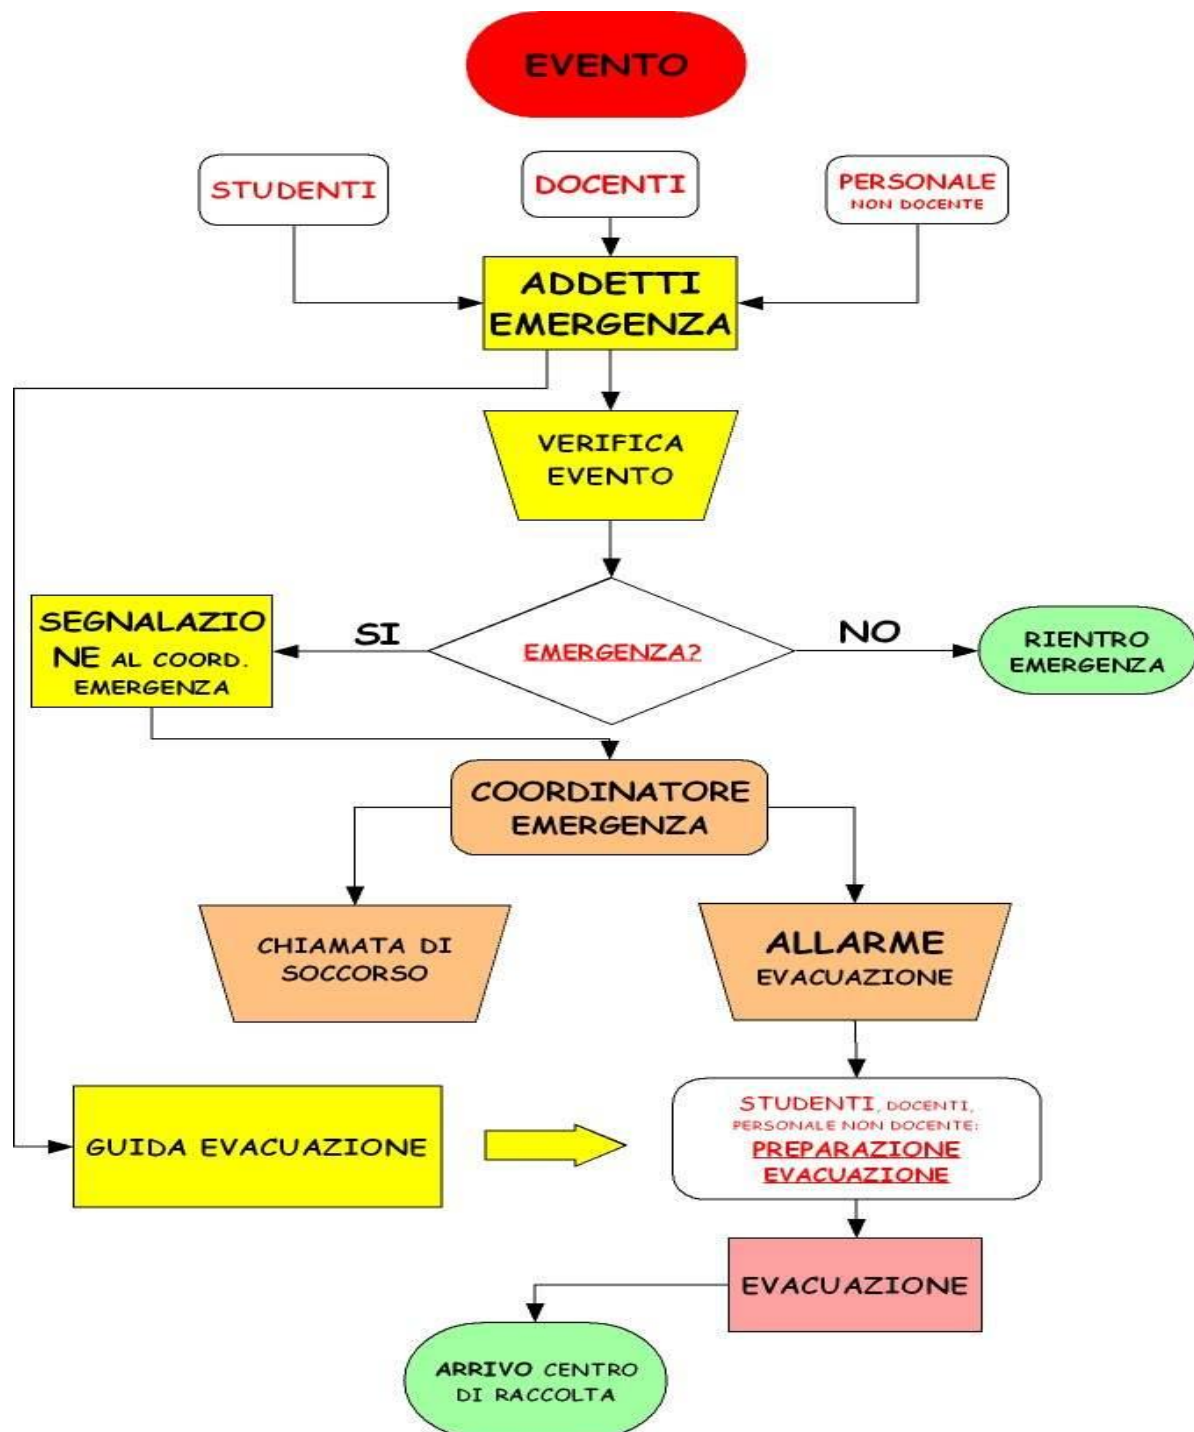 EVENTO
STUDENTI
DOCENTI
PERSONALE
NON DOCENTE
ADDETTI
EMERGENZA
VERIFICA
EVENTO
SEGNALAZIO
NE AL COORD.
EMERGENZA
SI
EMERGENZA?
NO
RIENTRO
EMERGENZA
COORDINATORE
EMERGENZA
CHIAMATA DI
SOCCORSO
ALLARME
EVACUAZIONE
GUIDA EVACUAZIONE
STUDENTI, DOCENTI,
PERSONALE NON DOCENTE:
PREPARAZIONE
EVACUAZIONE
EVACUAZIONE
ARRIVO CENTRO
DI RACCOLTA